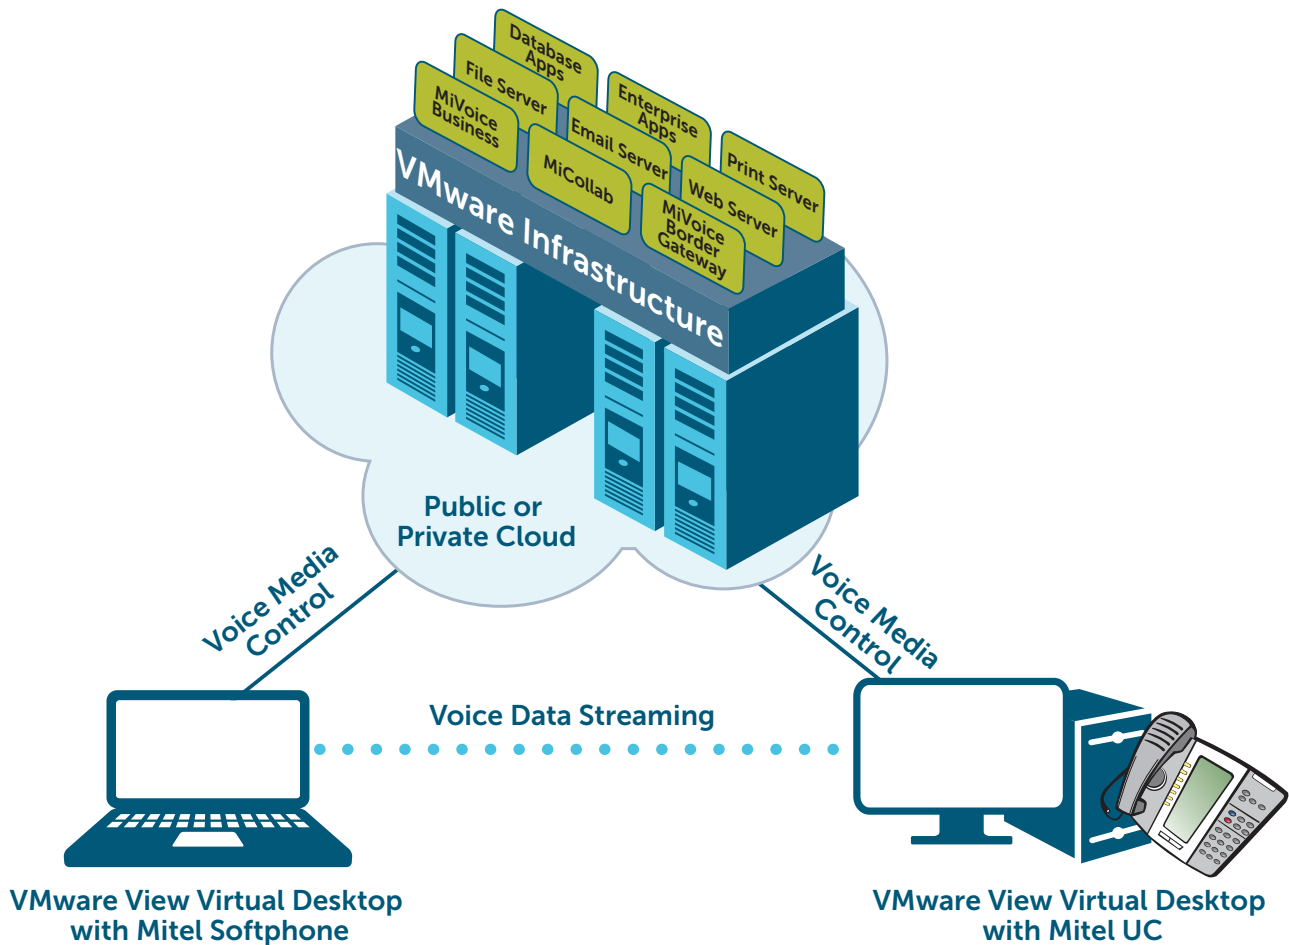 Database
Apps
File Server
MiVoice
Business
Enterprise
Apps
Email Server
MiCollab
Print Server
Web Server
MiVoice
Border
Gateway
VMware Infrastructure
Public or
Private Cloud
Voice Media
Control
Voice Media
Control
Voice Data Streaming
VMware View Virtual Desktop
with Mitel Softphone
VMware View Virtual Desktop
with Mitel UC